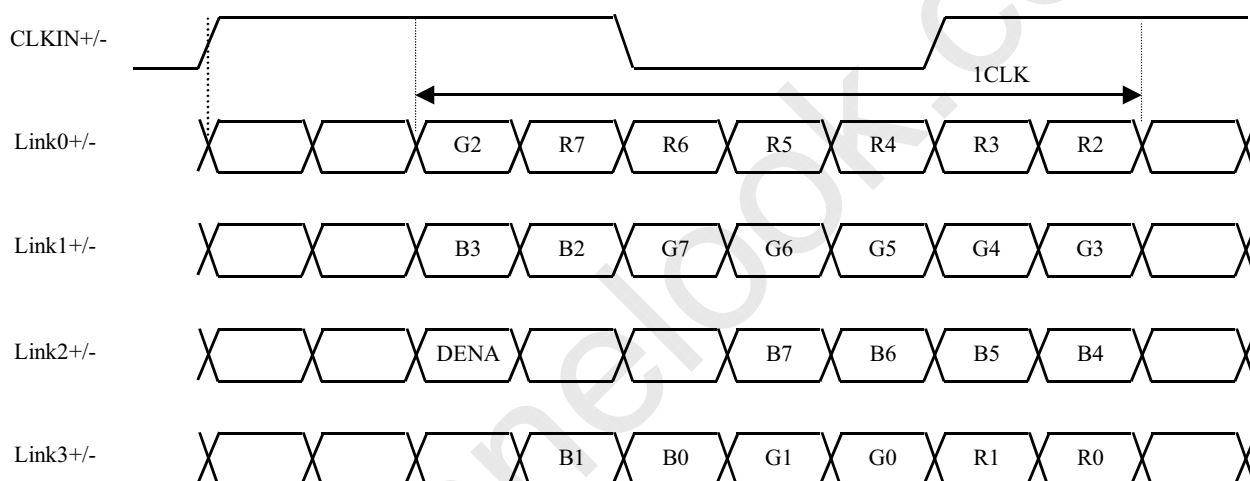 CLKIN+/-
1CLK
Link0+/- G2 R7 R6 R5 R4 R3 R2
Link1+/- B3 B2 G7 G6 G5 G4 G3
Link2+/- DENA B7 B6 B5 B4
Link3+/- B1 B0 G1 G0 R1 R0
nelook.c